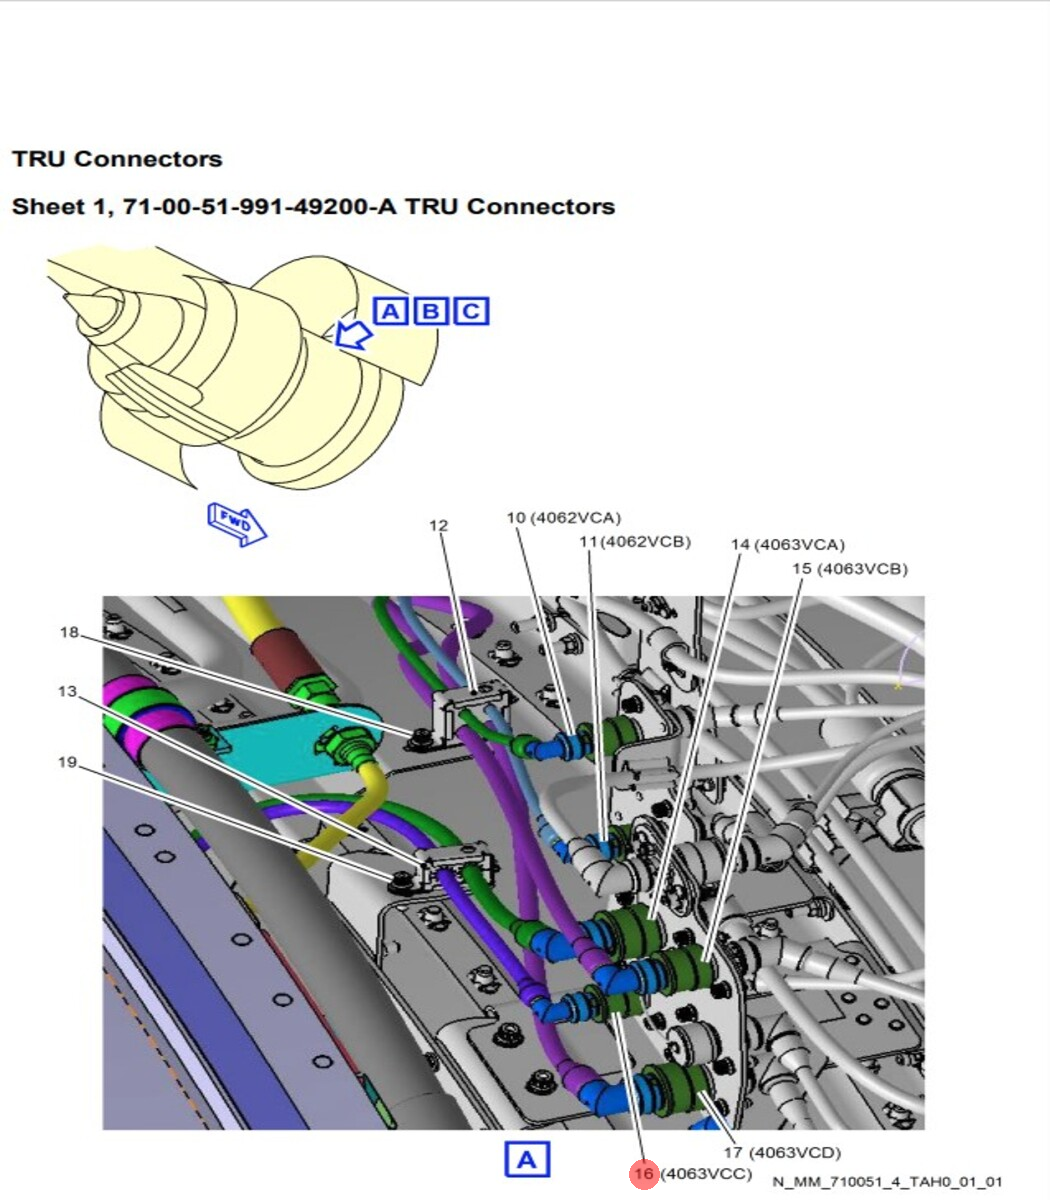 TRU Connectors
Sheet 1, 71-00-51-991-49200-A TRU Connectors
A B C
FWD
12
10 (4062VCA)
11(4062VCB)
14 (4063VCA)
15 (4063VCB)
18
13
19
17 (4063VCD)
A
16 (4063VCC)
N_MM_710051_4_TAH0_01_01